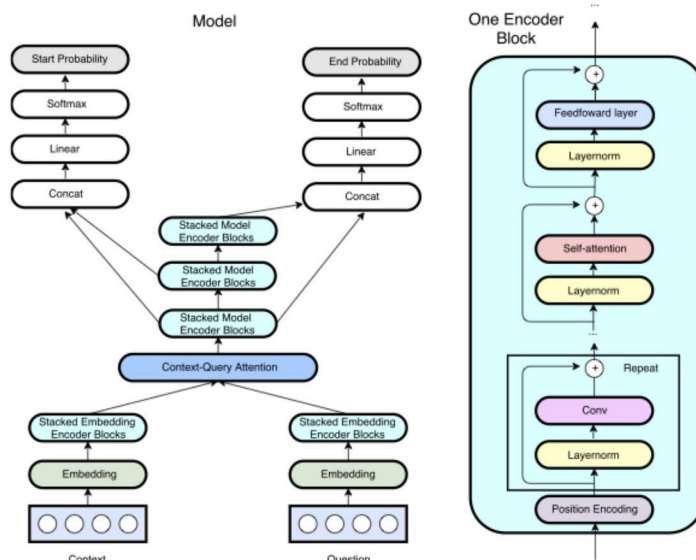 Model
Start Probability
Softmax
Linear
Concat
End Probability
Softmax
Linear
Concat
Stacked Model
Encoder Blocks
Stacked Model
Encoder Blocks
Stacked Model
Encoder Blocks
Context-Query Attention
Stacked Embedding
Encoder Blocks
Stacked Embedding
Encoder Blocks
Embedding
Embedding
Context
Question
One Encoder
Block
...
+
Feedfoward layer
Layernorm
+
Self-attention
Layernorm
...
+
Repeat
Conv
Layernorm
Position Encoding